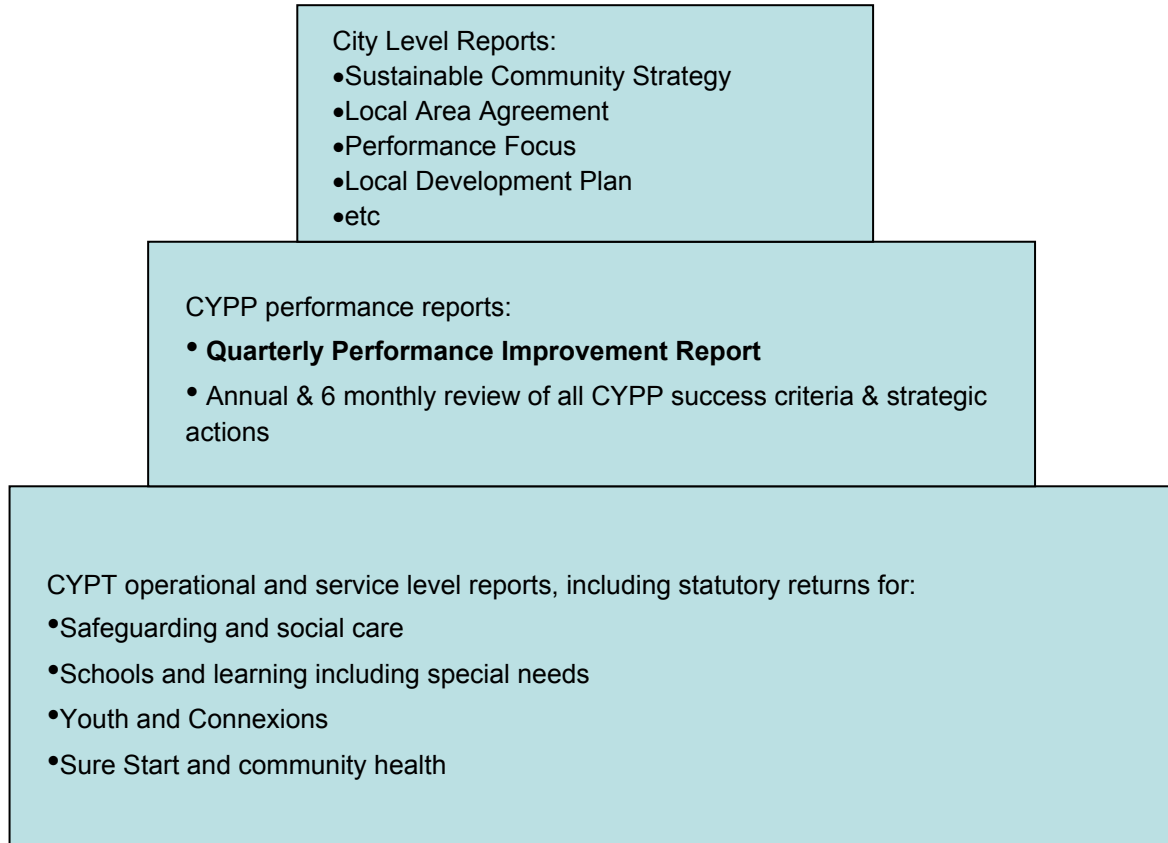 City Level Reports:
•Sustainable Community Strategy
•Local Area Agreement
•Performance Focus
•Local Development Plan
•etc
CYPP performance reports:
• Quarterly Performance Improvement Report
• Annual & 6 monthly review of all CYPP success criteria & strategic
actions
CYPT operational and service level reports, including statutory returns for:
•Safeguarding and social care
•Schools and learning including special needs
•Youth and Connexions
•Sure Start and community health